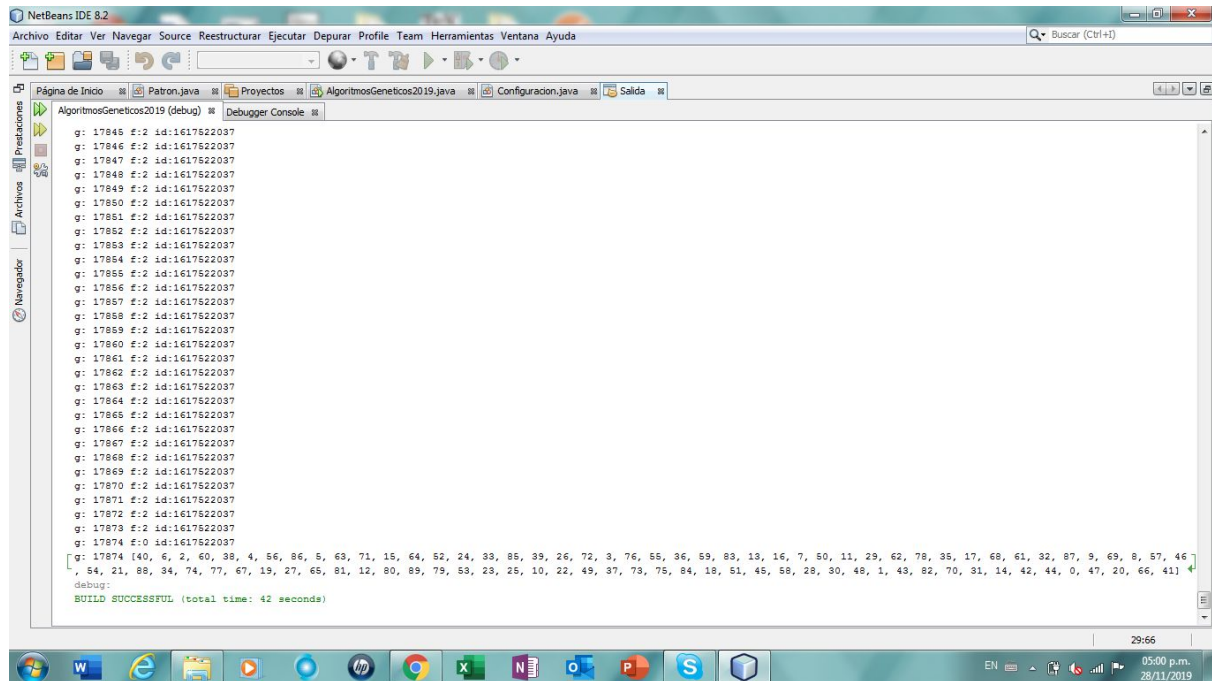 NetBeans IDE 8.2
Archivo Editar Ver Navegar Source Reestructurar Ejecutar Depurar Profile Team Herramientas Ventana Ayuda
Buscar (Ctrl+I)
Página de Inicio Patron.java Proyectos AlgoritmosGeneticos2019.java Configuracion.java Salida
AlgoritmosGeneticos2019 (debug) Debugger Console
Prestaciones
Archivos
Navegador
g: 17845 f:2 id:1617522037
g: 17846 f:2 id:1617522037
g: 17847 f:2 id:1617522037
g: 17848 f:2 id:1617522037
g: 17849 f:2 id:1617522037
g: 17850 f:2 id:1617522037
g: 17851 f:2 id:1617522037
g: 17852 f:2 id:1617522037
g: 17853 f:2 id:1617522037
g: 17854 f:2 id:1617522037
g: 17855 f:2 id:1617522037
g: 17856 f:2 id:1617522037
g: 17857 f:2 id:1617522037
g: 17858 f:2 id:1617522037
g: 17859 f:2 id:1617522037
g: 17860 f:2 id:1617522037
g: 17861 f:2 id:1617522037
g: 17862 f:2 id:1617522037
g: 17863 f:2 id:1617522037
g: 17864 f:2 id:1617522037
g: 17865 f:2 id:1617522037
g: 17866 f:2 id:1617522037
g: 17867 f:2 id:1617522037
g: 17868 f:2 id:1617522037
g: 17869 f:2 id:1617522037
g: 17870 f:2 id:1617522037
g: 17871 f:2 id:1617522037
g: 17872 f:2 id:1617522037
g: 17873 f:2 id:1617522037
g: 17874 f:0 id:1617522037
g: 17874 [40, 6, 2, 60, 38, 4, 56, 86, 5, 63, 71, 15, 64, 52, 24, 33, 85, 39, 26, 72, 3, 76, 55, 36, 59, 83, 13, 16, 7, 50, 11, 29, 62, 78, 35, 17, 68, 61, 32, 87, 9, 69, 8, 57, 46
, 54, 21, 88, 34, 74, 77, 67, 19, 27, 65, 81, 12, 80, 89, 79, 53, 23, 25, 10, 22, 49, 37, 73, 75, 84, 18, 51, 45, 58, 28, 30, 48, 1, 43, 82, 70, 31, 14, 42, 44, 0, 47, 20, 66, 41]
debug:
BUILD SUCCESSFUL (total time: 42 seconds)
29:66
EN
05:00 p.m.
28/11/2019